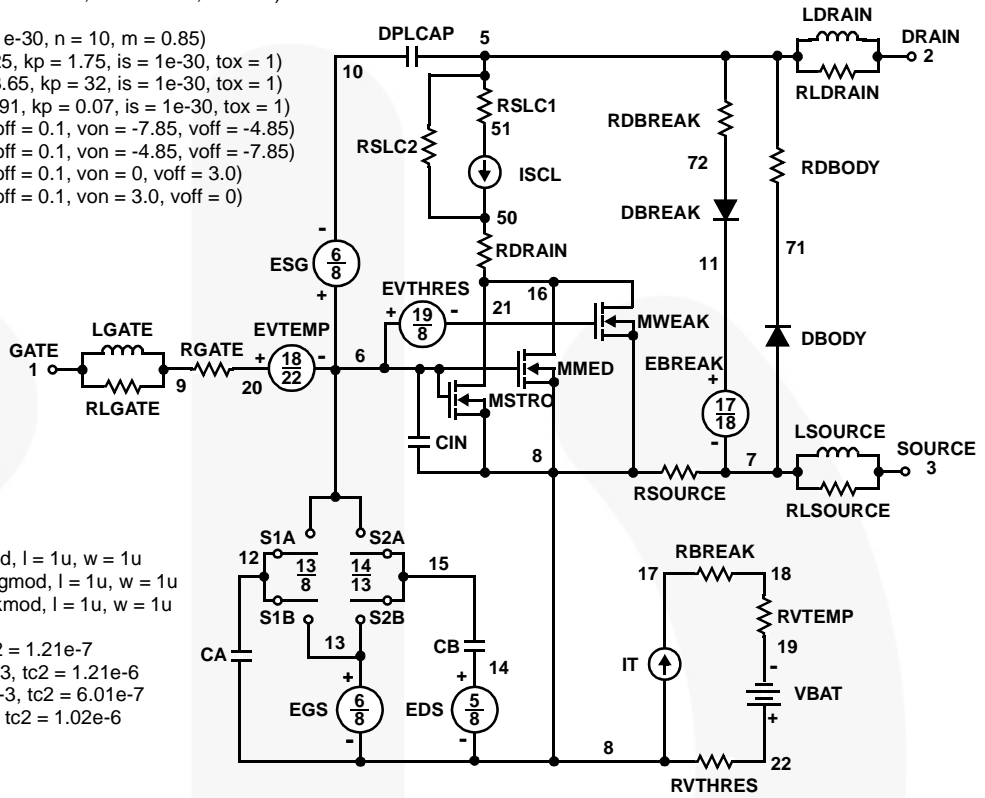 e-30, n = 10, m = 0.85)
25, kp = 1.75, is = 1e-30, tox = 1)
3.65, kp = 32, is = 1e-30, tox = 1)
91, kp = 0.07, is = 1e-30, tox = 1)
off = 0.1, von = -7.85, voff = -4.85)
off = 0.1, von = -4.85, voff = -7.85)
off = 0.1, von = 0, voff = 3.0)
off = 0.1, von = 3.0, voff = 0)
LDRAIN
DPLCAP
5
DRAIN
2
10
RLDRAIN
RSLC1
51
RDBREAK
RSLC2
72
RDBODY
ISCL
DBREAK
50
71
RDRAIN
-
ESG
6
8
+
11
EVTHRES
16
21
+
19
8
-
MWEAK
LGATE
EVTEMP
DBODY
GATE
1
RGATE
+
18
22
-
6
MMED
EBREAK
+
9
20
MSTRO
17
18
RLGATE
-
LSOURCE
CIN
8
7
SOURCE
3
RSOURCE
RLSOURCE
S1A
S2A
12
13
8
14
13
15
RBREAK
17
18
S1B
S2B
RVTEMP
13
CB
19
CA
14
IT
-
+
+
VBAT
EGS
6
8
EDS
5
8
+
-
-
8
22
RVTHRES
d, l = 1u, w = 1u
gmod, l = 1u, w = 1u
kmod, l = 1u, w = 1u
2 = 1.21e-7
3, tc2 = 1.21e-6
-3, tc2 = 6.01e-7
tc2 = 1.02e-6